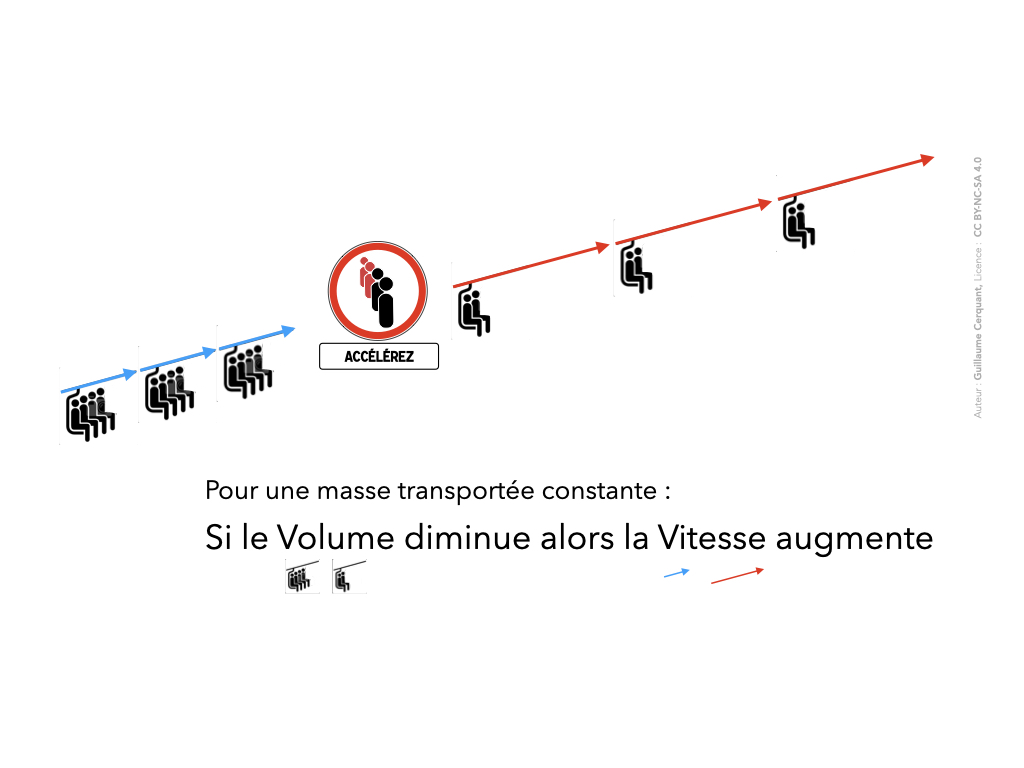 ACCÉLÉREZ
Pour une masse transportée constante :
Si le Volume diminue alors la Vitesse augmente
Auteur : Guillaume Cerquant, Licence : CC BY-NC-SA 4.0